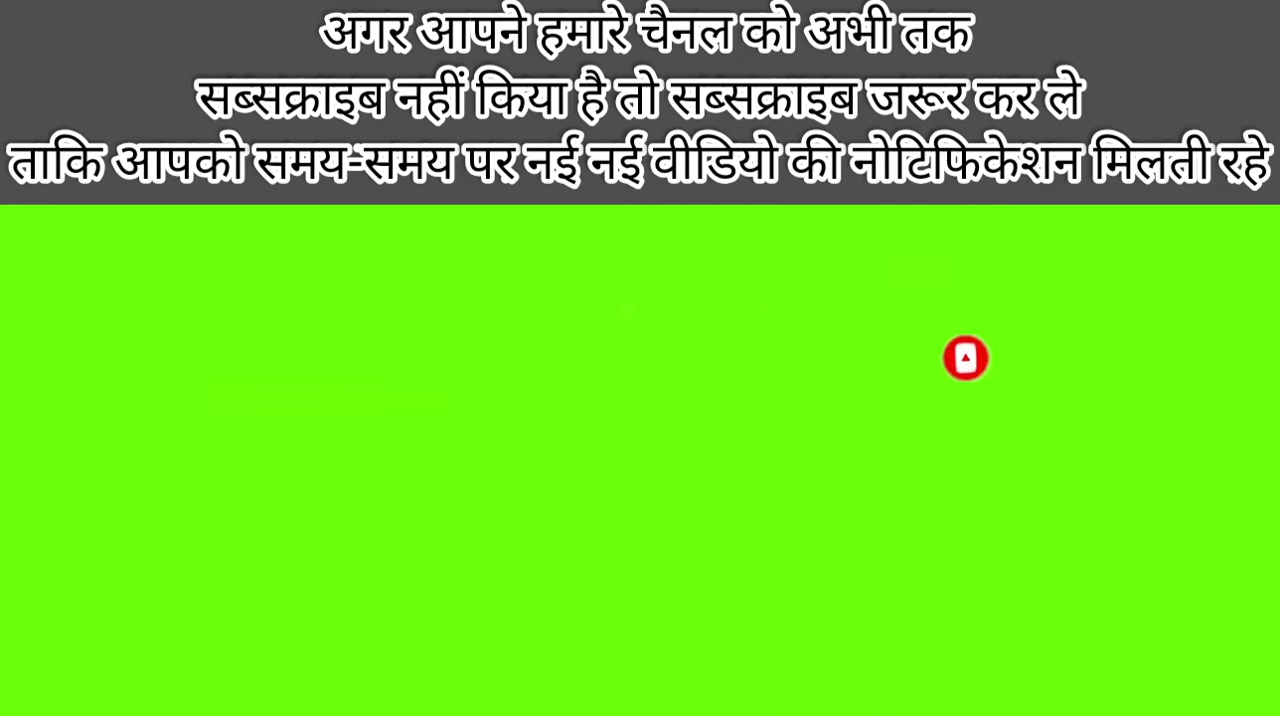 अगर आपने हमारे चैनल को अभी तक
सब्सक्राइब नहीं किया है तो सब्सक्राइब जरूर कर ले
ताकि आपको समय-समय पर नई नई वीडियो की नोटिफिकेशन मिलती रहे